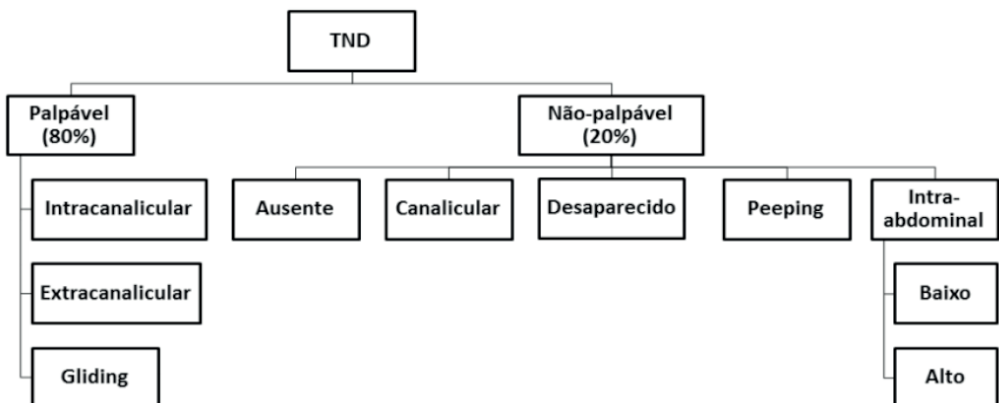 TND
Palpável
(80%)
Não-palpável
(20%)
Intracanalicular
Ausente
Canalicular
Desaparecido
Peeping
Intra-
abdominal
Extracanalicular
Baixo
Gliding
Alto